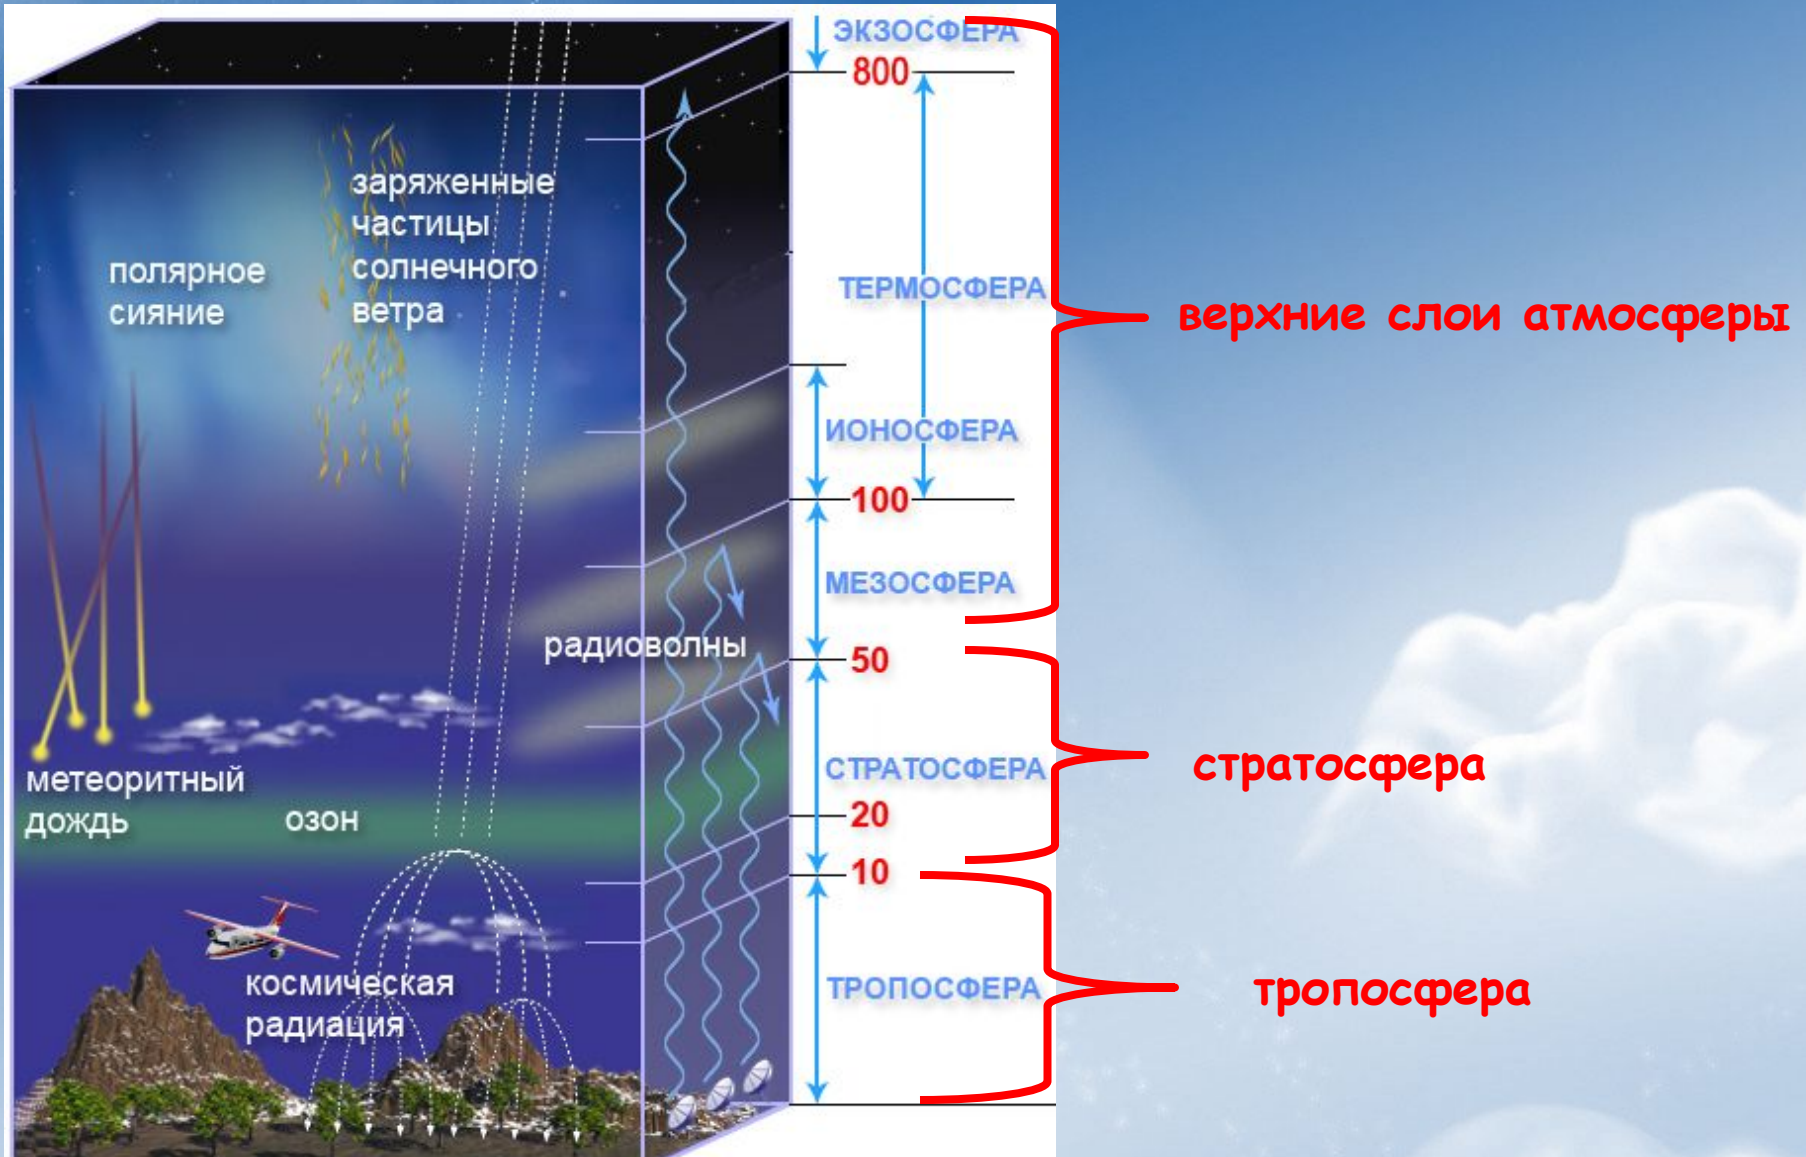 ЭКЗОСФЕРА
800
заряженные
частицы
солнечного
ветра
полярное
сияние
ТЕРМОСФЕРА
верхние слои атмосферы
ИОНОСФЕРА
100
МЕЗОСФЕРА
радиоволны
50
метеоритный
дождь
озон
СТРАТОСФЕРА
стратосфера
20
10
космическая
радиация
ТРОПОСФЕРА
тропосфера